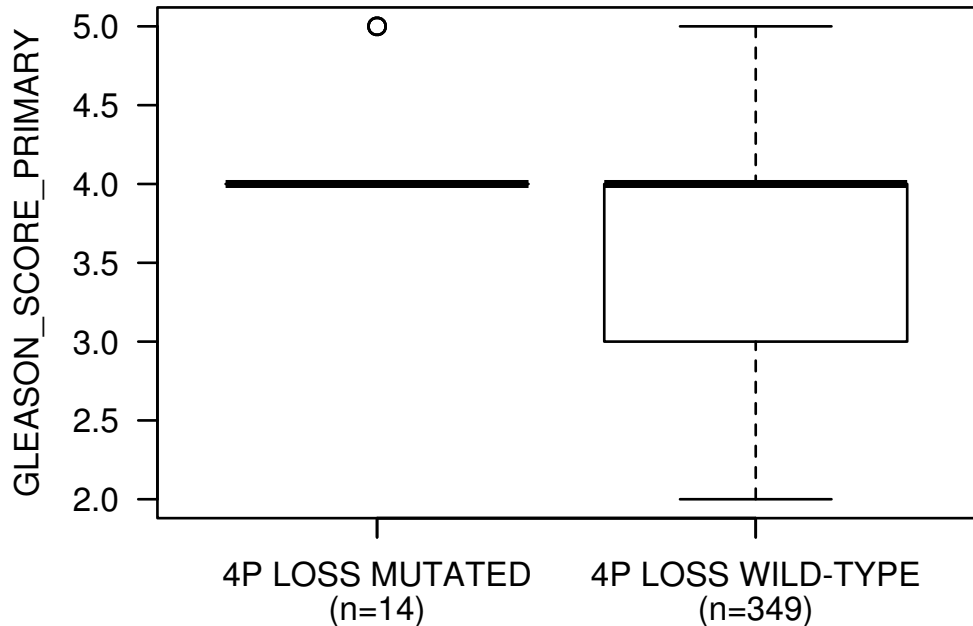 GLEASON_SCORE_PRIMARY
5.0
4.5
4.0
3.5
3.0
2.5
2.0
4P LOSS MUTATED
(n=14)
4P LOSS WILD-TYPE
(n=349)